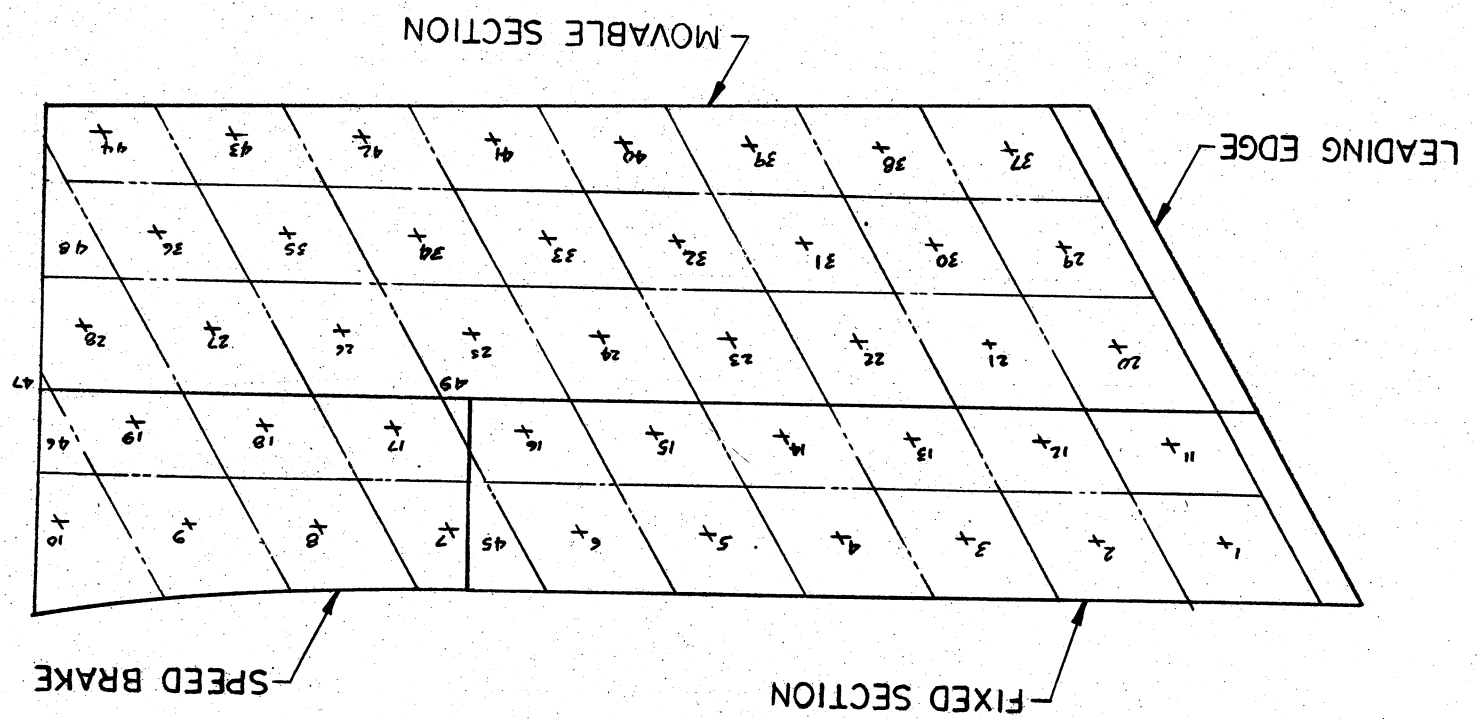 FIXED SECTION
SPEED BRAKE
1 2 3 4 5 6 45 7 8 9 10
11 12 13 14 15 16 17 18 19 46
49 47
20 21 22 23 24 25 26 27 28
29 30 31 32 33 34 35 36 48
LEADING EDGE
37 38 39 40 41 42 43 44
MOVABLE SECTION